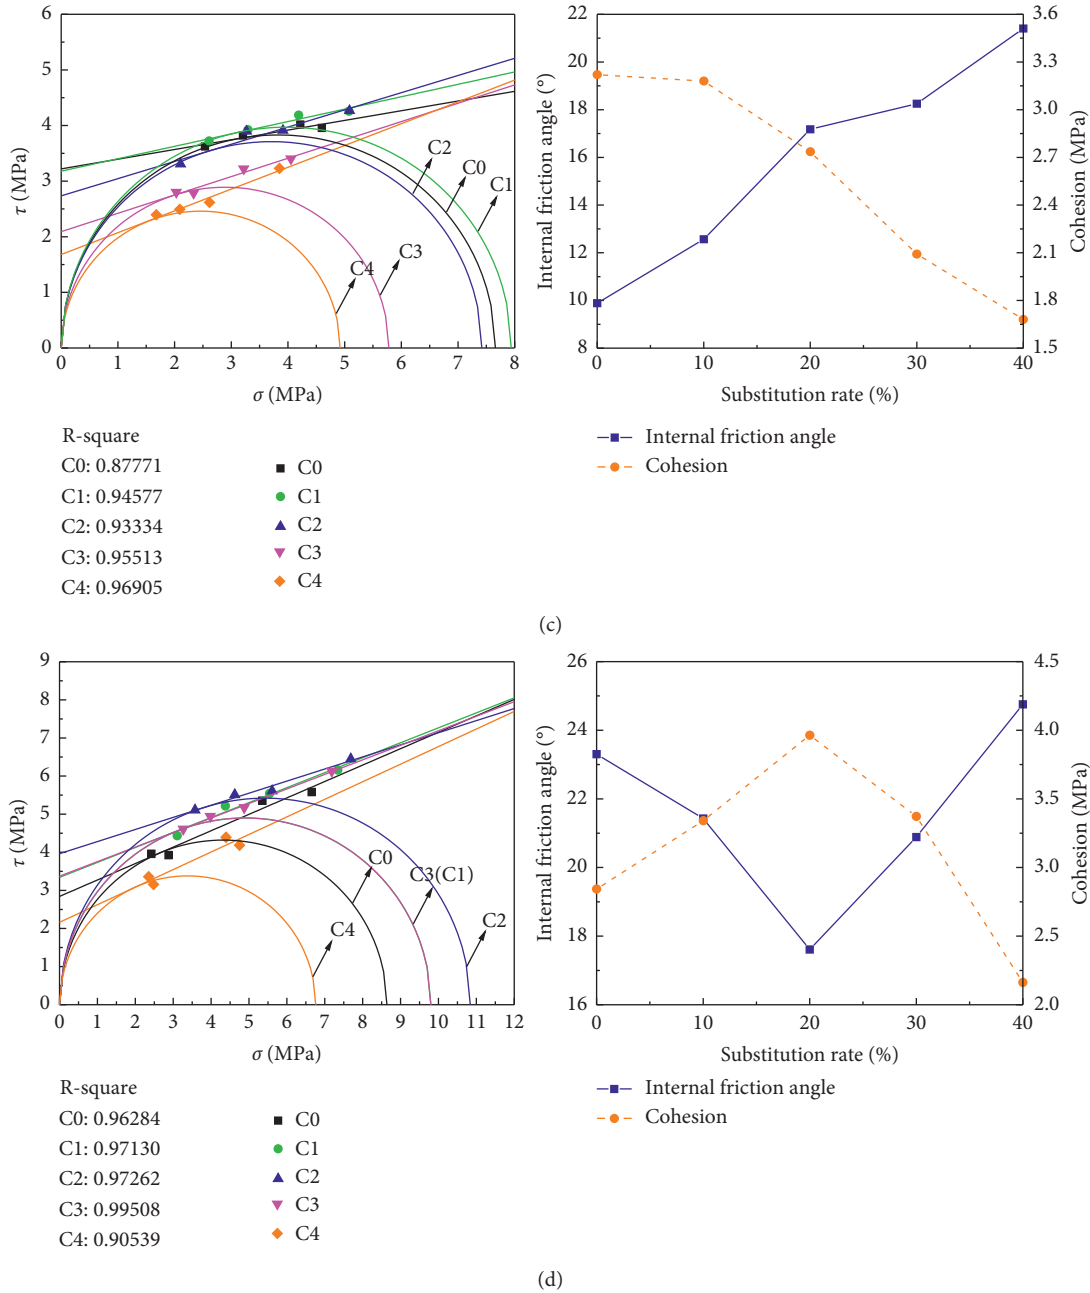 6
5
4
3
2
1
0
τ (MPa)
C2
C0
C1
C4
C3
0 1 2 3 4 5 6 7 8
σ (MPa)
22
20
18
16
14
12
10
8
Internal friction angle (°)
3.6
3.3
3.0
2.7
2.4
2.1
1.8
1.5
Cohesion (MPa)
0 10 20 30 40
Substitution rate (%)
R-square
C0: 0.87771
C1: 0.94577
C2: 0.93334
C3: 0.95513
C4: 0.96905
C0
C1
C2
C3
C4
Internal friction angle
Cohesion
(c)
9
8
7
6
5
4
3
2
1
0
τ (MPa)
C0
C3(C1)
C4
C2
0 1 2 3 4 5 6 7 8 9 10 11 12
σ (MPa)
26
24
22
20
18
16
Internal friction angle (°)
4.5
4.0
3.5
3.0
2.5
2.0
Cohesion (MPa)
0 10 20 30 40
Substitution rate (%)
R-square
C0: 0.96284
C1: 0.97130
C2: 0.97262
C3: 0.99508
C4: 0.90539
C0
C1
C2
C3
C4
Internal friction angle
Cohesion
(d)